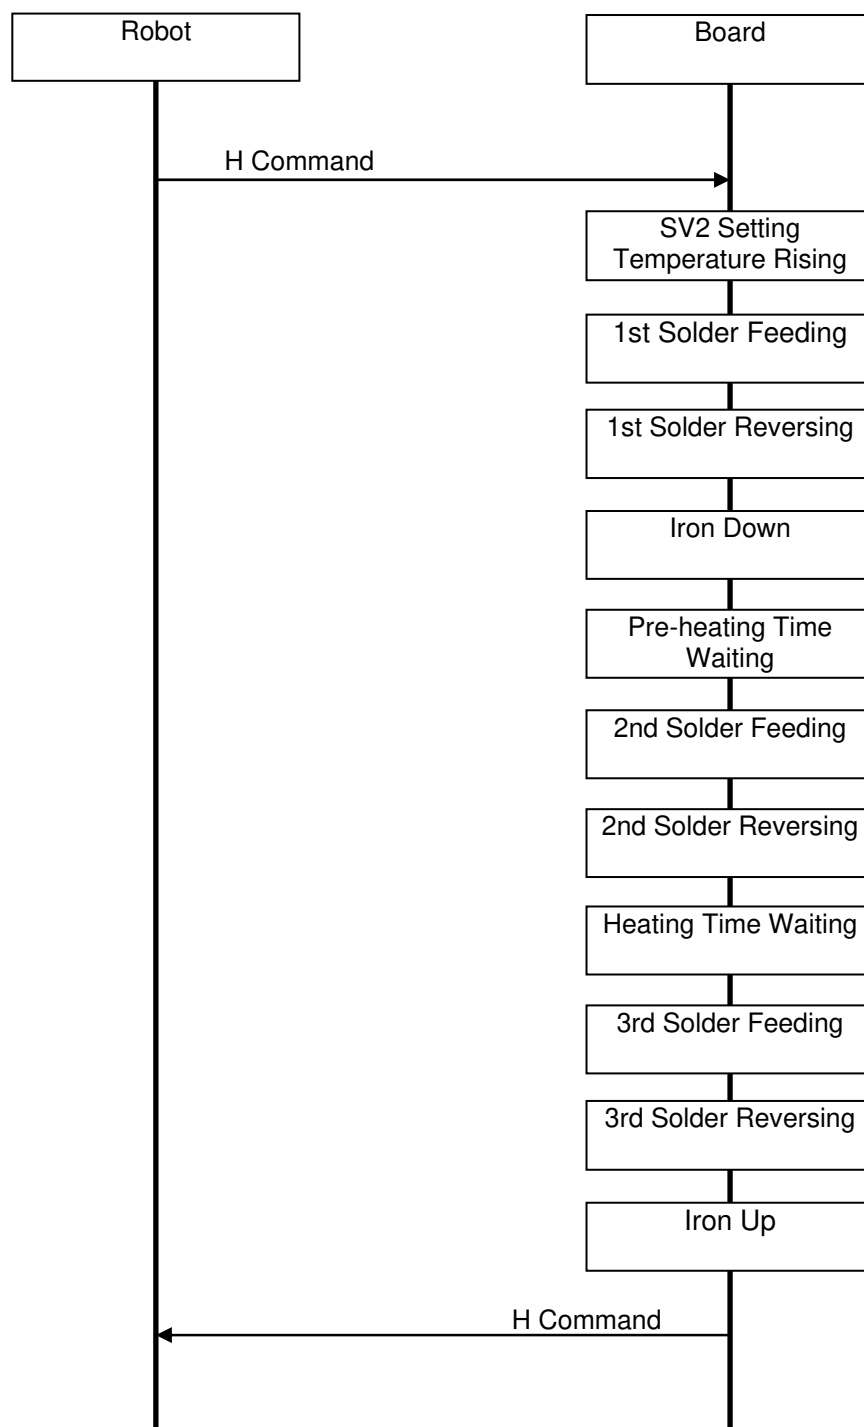 Robot
Board
H Command
SV2 Setting
Temperature Rising
1st Solder Feeding
1st Solder Reversing
Iron Down
Pre-heating Time
Waiting
2nd Solder Feeding
2nd Solder Reversing
Heating Time Waiting
3rd Solder Feeding
3rd Solder Reversing
Iron Up
H Command